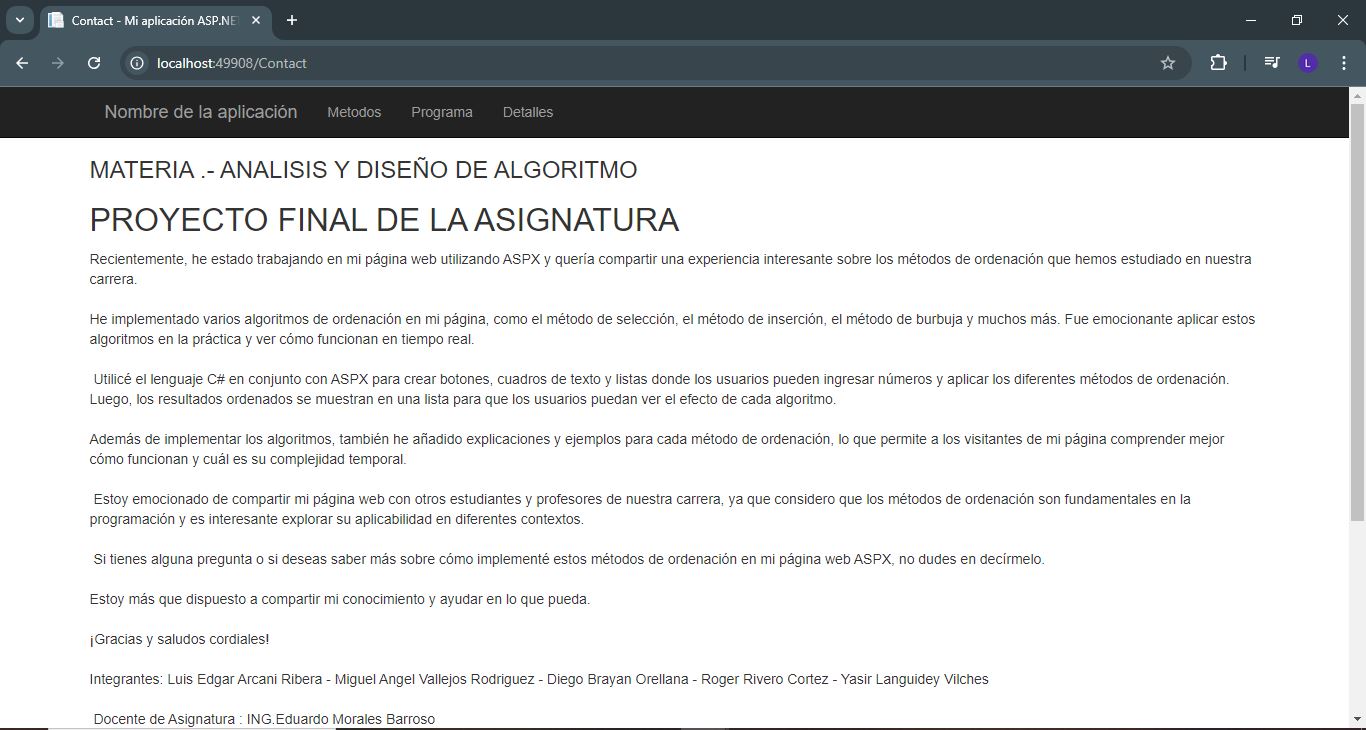 Contact - Mi aplicación ASP.NE
localhost:49908/Contact
L
Nombre de la aplicación Metodos Programa Detalles
MATERIA .- ANALISIS Y DISEÑO DE ALGORITMO
PROYECTO FINAL DE LA ASIGNATURA
Recientemente, he estado trabajando en mi página web utilizando ASPX y quería compartir una experiencia interesante sobre los métodos de ordenación que hemos estudiado en nuestra
carrera.
He implementado varios algoritmos de ordenación en mi página, como el método de selección, el método de inserción, el método de burbuja y muchos más. Fue emocionante aplicar estos
algoritmos en la práctica y ver cómo funcionan en tiempo real.
Utilicé el lenguaje C# en conjunto con ASPX para crear botones, cuadros de texto y listas donde los usuarios pueden ingresar números y aplicar los diferentes métodos de ordenación.
Luego, los resultados ordenados se muestran en una lista para que los usuarios puedan ver el efecto de cada algoritmo.
Además de implementar los algoritmos, también he añadido explicaciones y ejemplos para cada método de ordenación, lo que permite a los visitantes de mi página comprender mejor
cómo funcionan y cuál es su complejidad temporal.
Estoy emocionado de compartir mi página web con otros estudiantes y profesores de nuestra carrera, ya que considero que los métodos de ordenación son fundamentales en la
programación y es interesante explorar su aplicabilidad en diferentes contextos.
Si tienes alguna pregunta o si deseas saber más sobre cómo implementé estos métodos de ordenación en mi página web ASPX, no dudes en decírmelo.
Estoy más que dispuesto a compartir mi conocimiento y ayudar en lo que pueda.
¡Gracias y saludos cordiales!
Integrantes: Luis Edgar Arcani Ribera - Miguel Angel Vallejos Rodriguez - Diego Brayan Orellana - Roger Rivero Cortez - Yasir Languidey Vilches
Docente de Asignatura : ING.Eduardo Morales Barroso